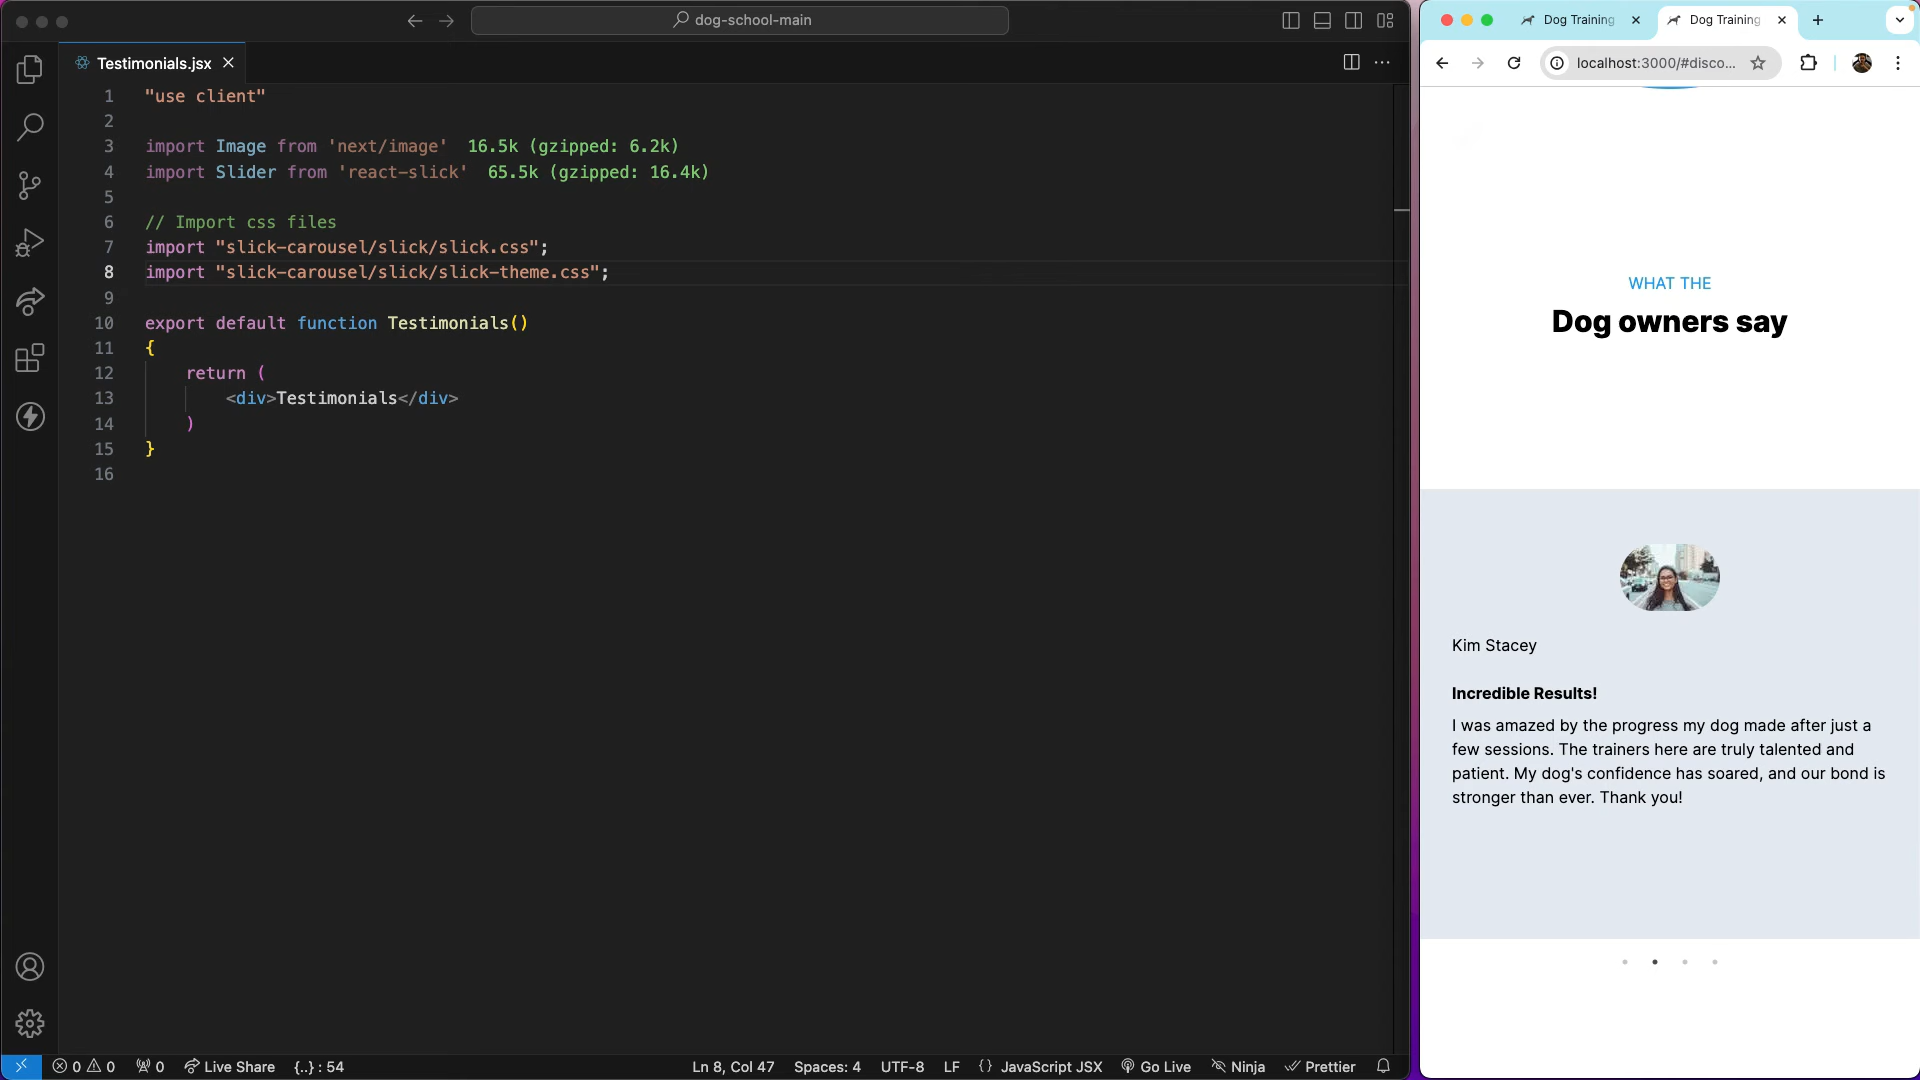 dog-school-main
Testimonials.jsx
1 "use client"
2
3 import Image from 'next/image' 16.5k (gzipped: 6.2k)
4 import Slider from 'react-slick' 65.5k (gzipped: 16.4k)
5
6 // Import css files
7 import "slick-carousel/slick/slick.css";
8 import "slick-carousel/slick/slick-theme.css";
9
10 export default function Testimonials()
11 {
12 return (
13 <div>Testimonials</div>
14 )
15 }
16
0 0 0 Live Share {..} : 54 Ln 8, Col 47 Spaces: 4 UTF-8 LF {} JavaScript JSX Go Live Ninja Prettier
Dog Training Dog Training
localhost:3000/#disco...
WHAT THE
Dog owners say
Kim Stacey
Incredible Results!
I was amazed by the progress my dog made after just a
few sessions. The trainers here are truly talented and
patient. My dog's confidence has soared, and our bond is
stronger than ever. Thank you!